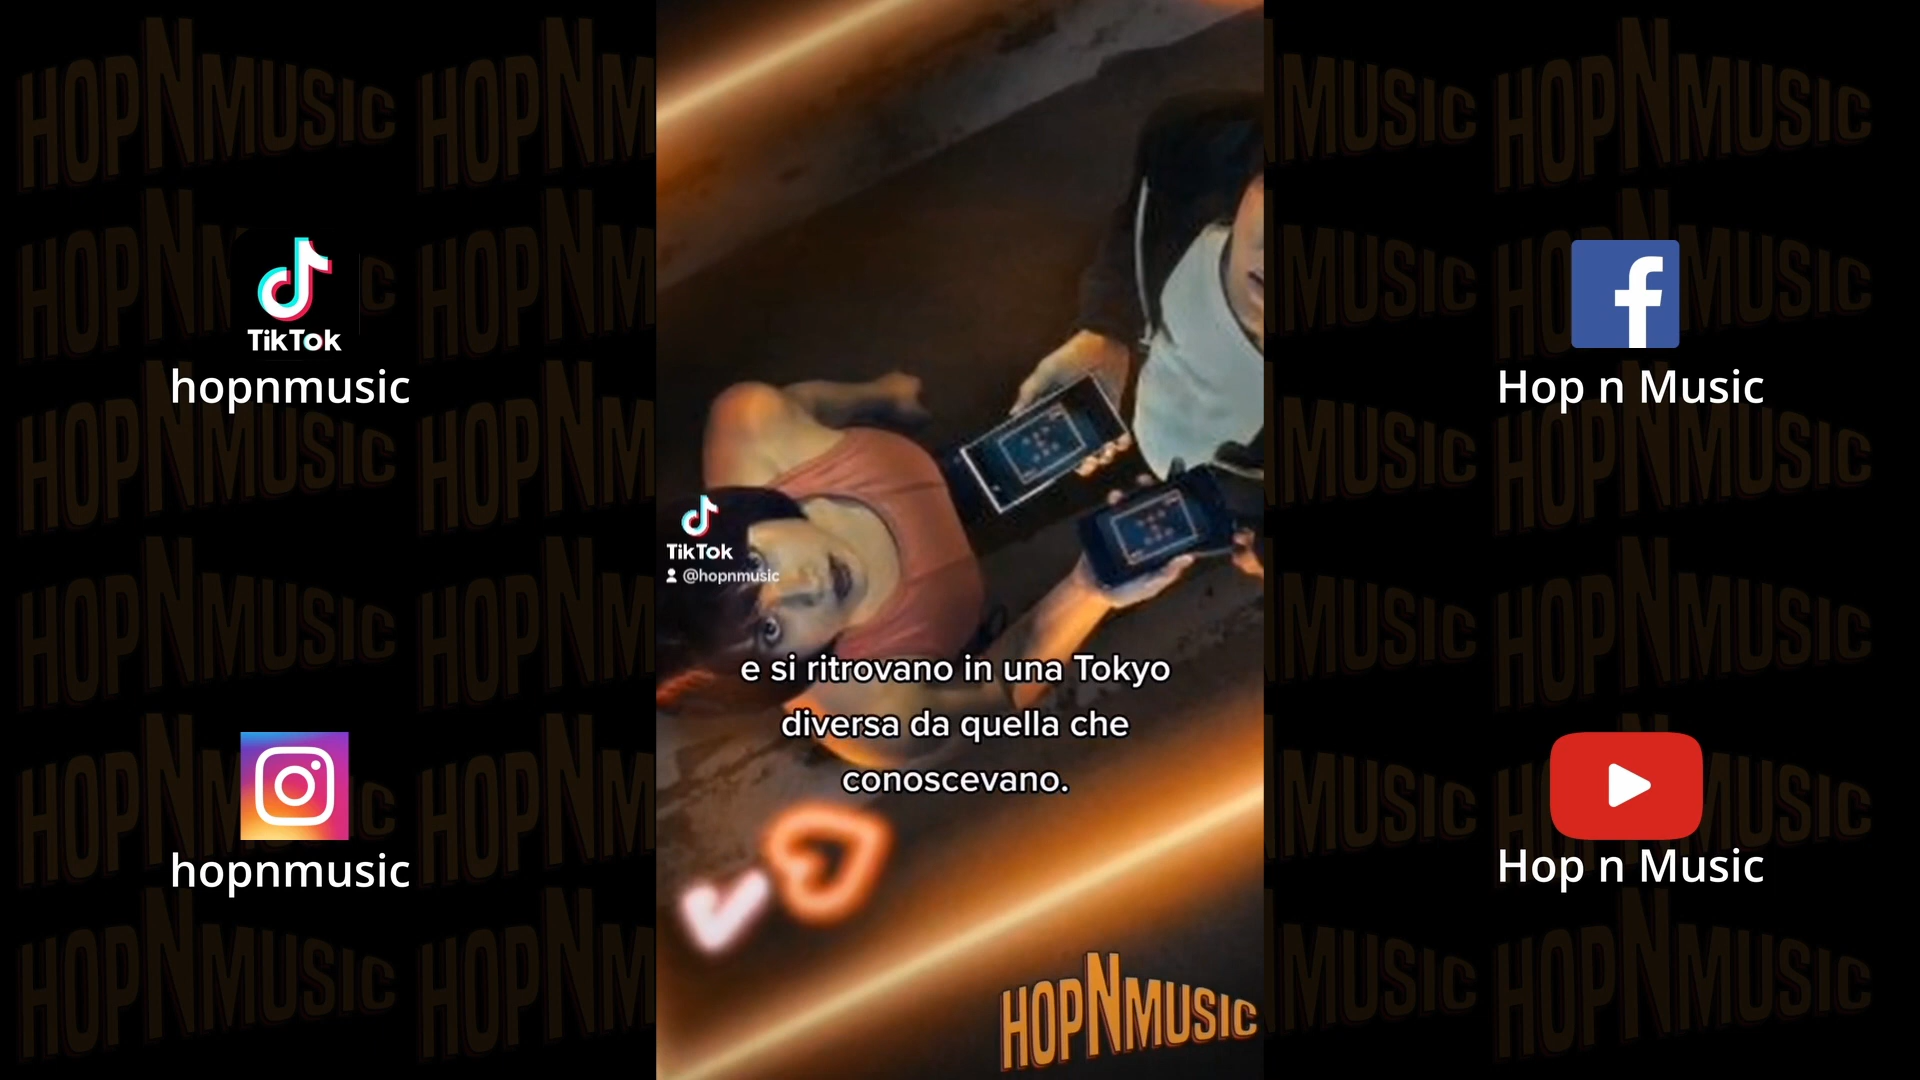 HOPNMUSIC
TikTok
hopnmusic
hopnmusic
TikTok
@hopnmusic
e si ritrovano in una Tokyo
diversa da quella che
conoscevano.
HOPNMUSIC
Hop n Music
Hop n Music